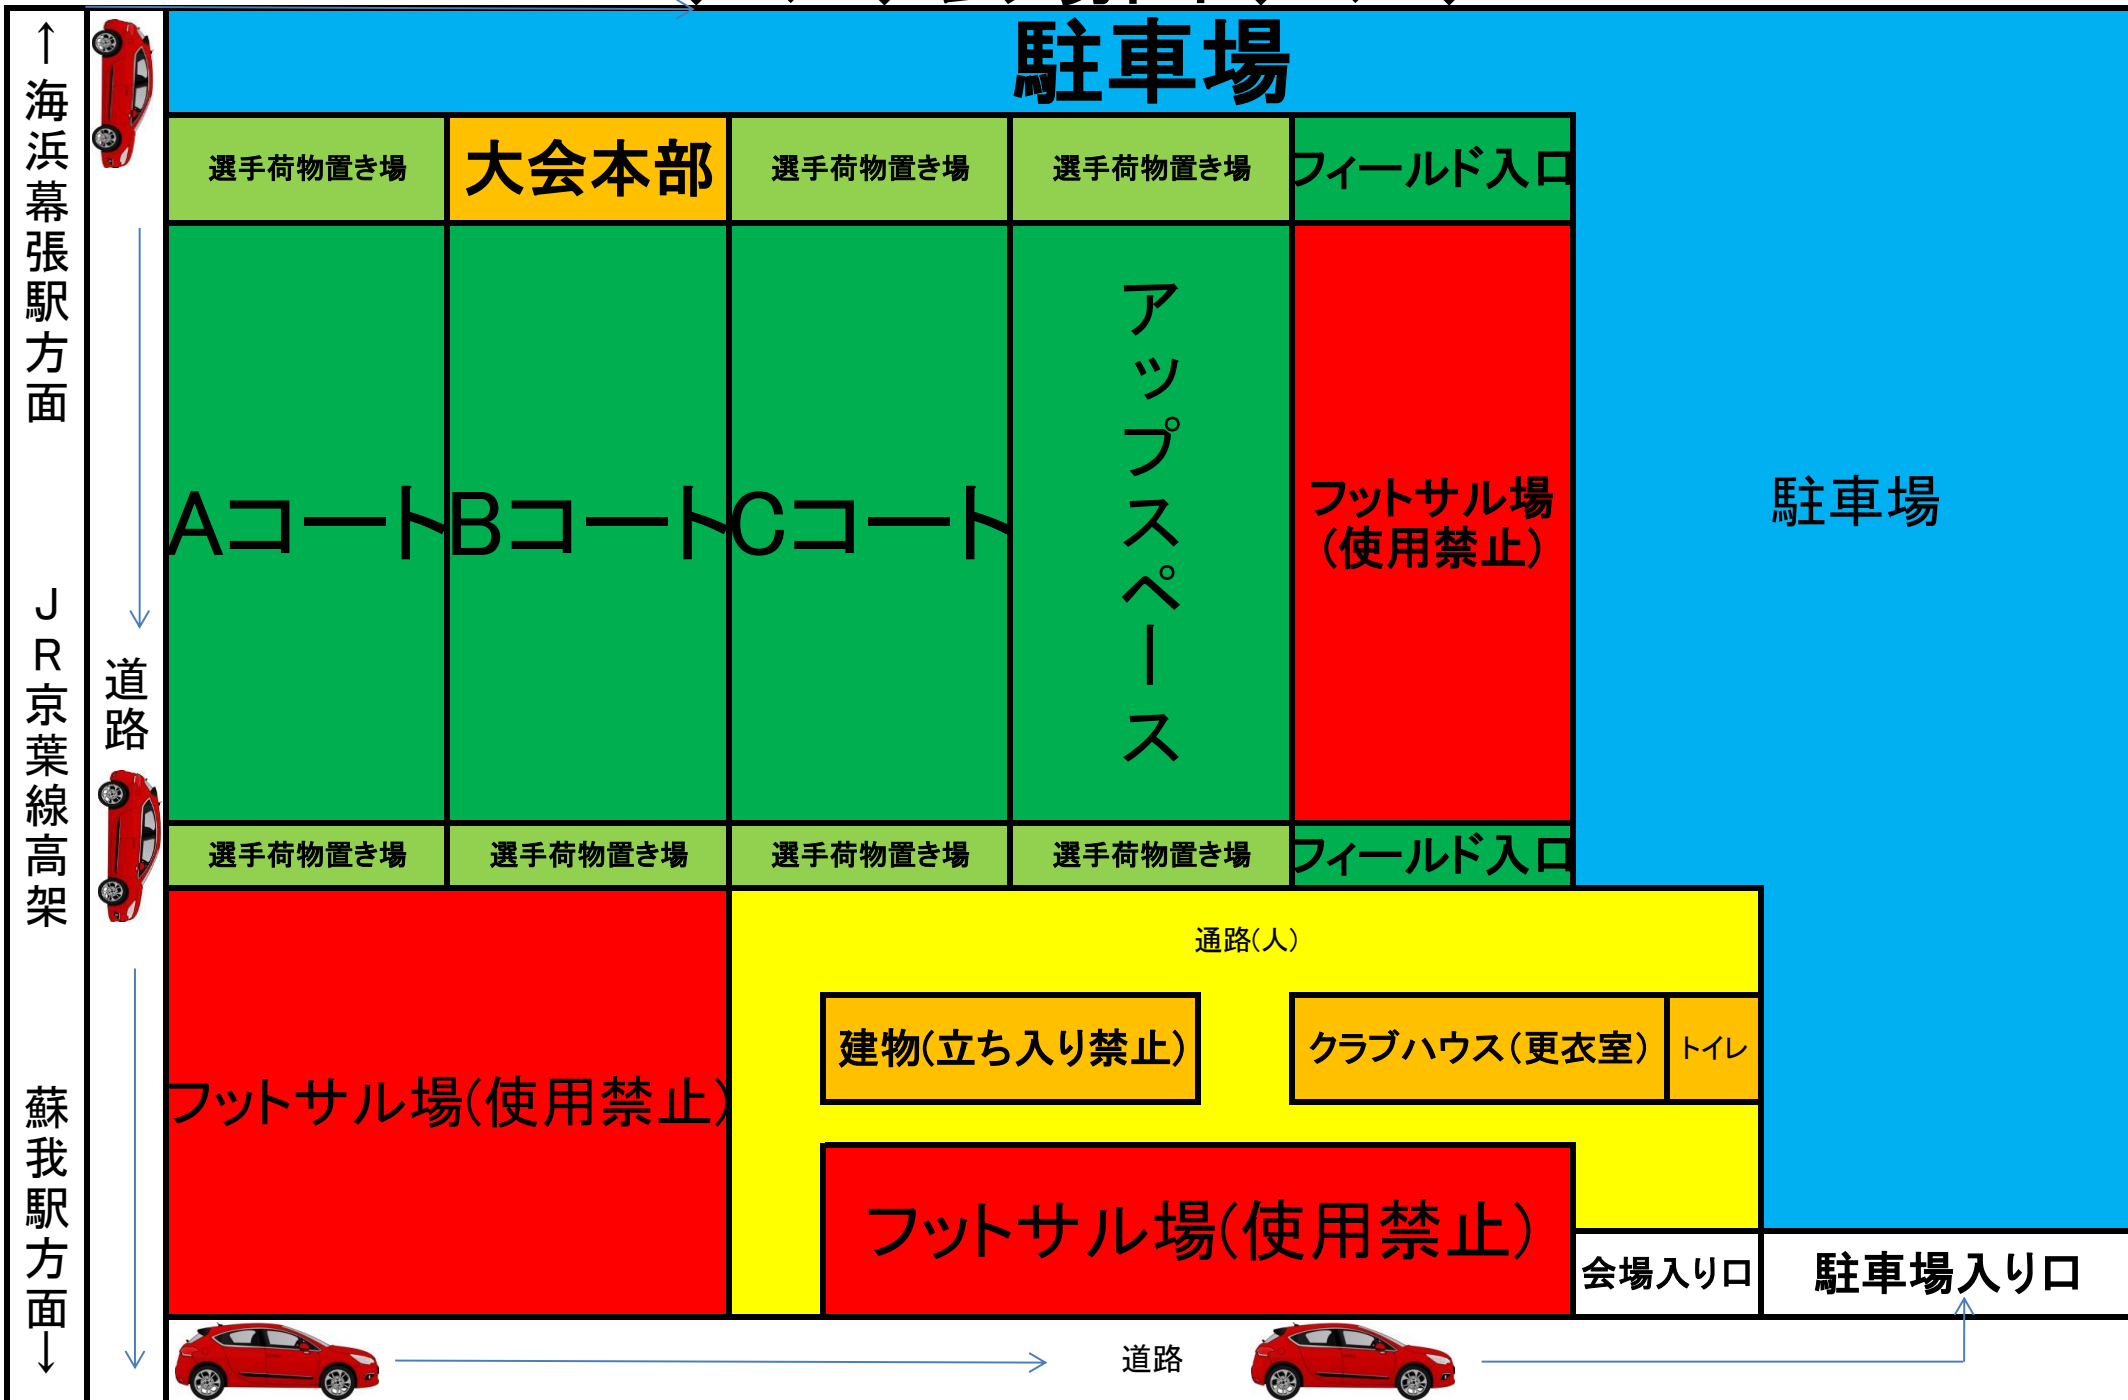 駐車場
選手荷物置き場
大会本部
選手荷物置き場
選手荷物置き場
フィールド入口
↑海浜幕張駅方面
JR京葉線高架
蘇我駅方面↓
道路
Aコート
Bコート
Cコート
アップスペース
フットサル場
(使用禁止)
駐車場
選手荷物置き場
選手荷物置き場
選手荷物置き場
選手荷物置き場
フィールド入口
通路(人)
建物(立ち入り禁止)
クラブハウス(更衣室)
トイレ
フットサル場(使用禁止)
フットサル場(使用禁止)
会場入り口
駐車場入り口
道路